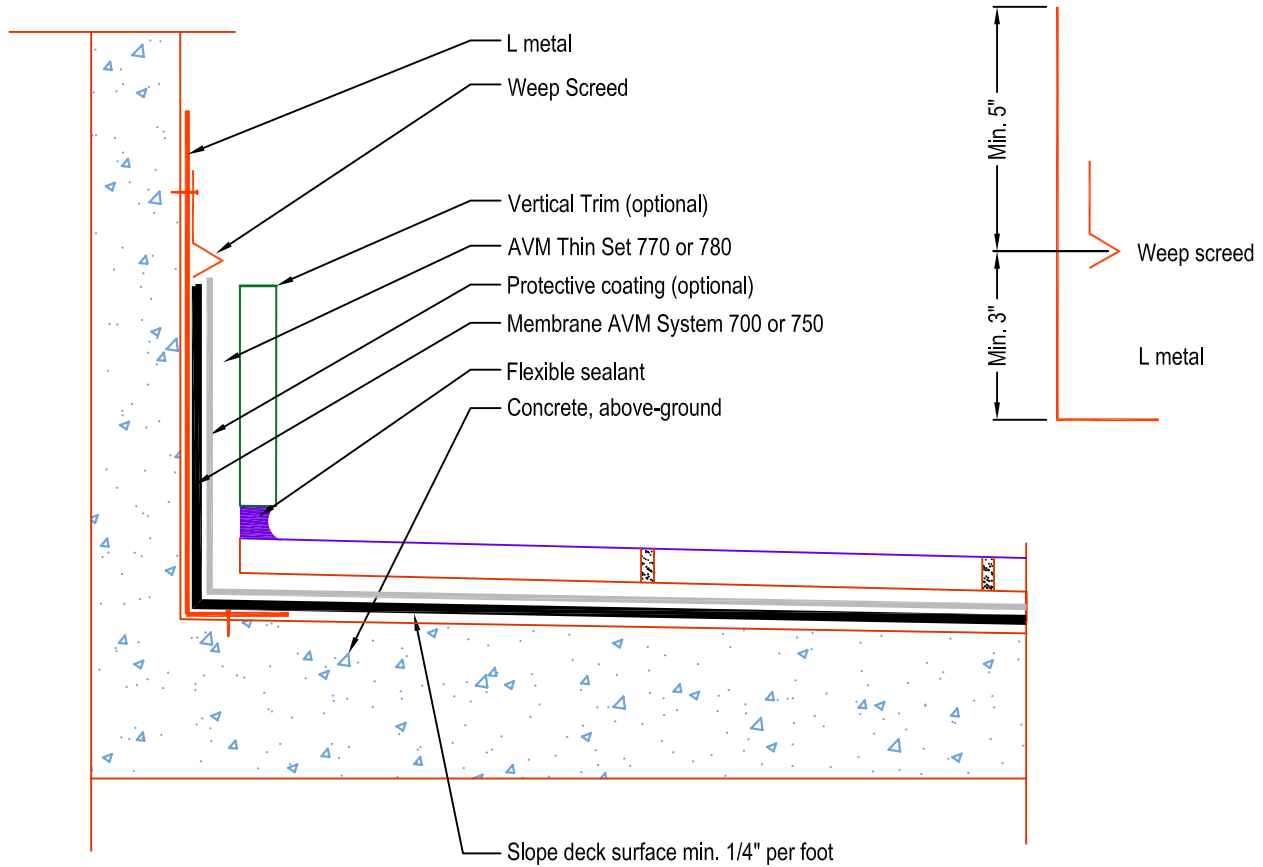 L metal
Weep Screed
Vertical Trim (optional)
AVM Thin Set 770 or 780
Protective coating (optional)
Membrane AVM System 700 or 750
Flexible sealant
Concrete, above-ground
Slope deck surface min. 1/4" per foot
Min. 5"
Weep screed
Min. 3"
L metal